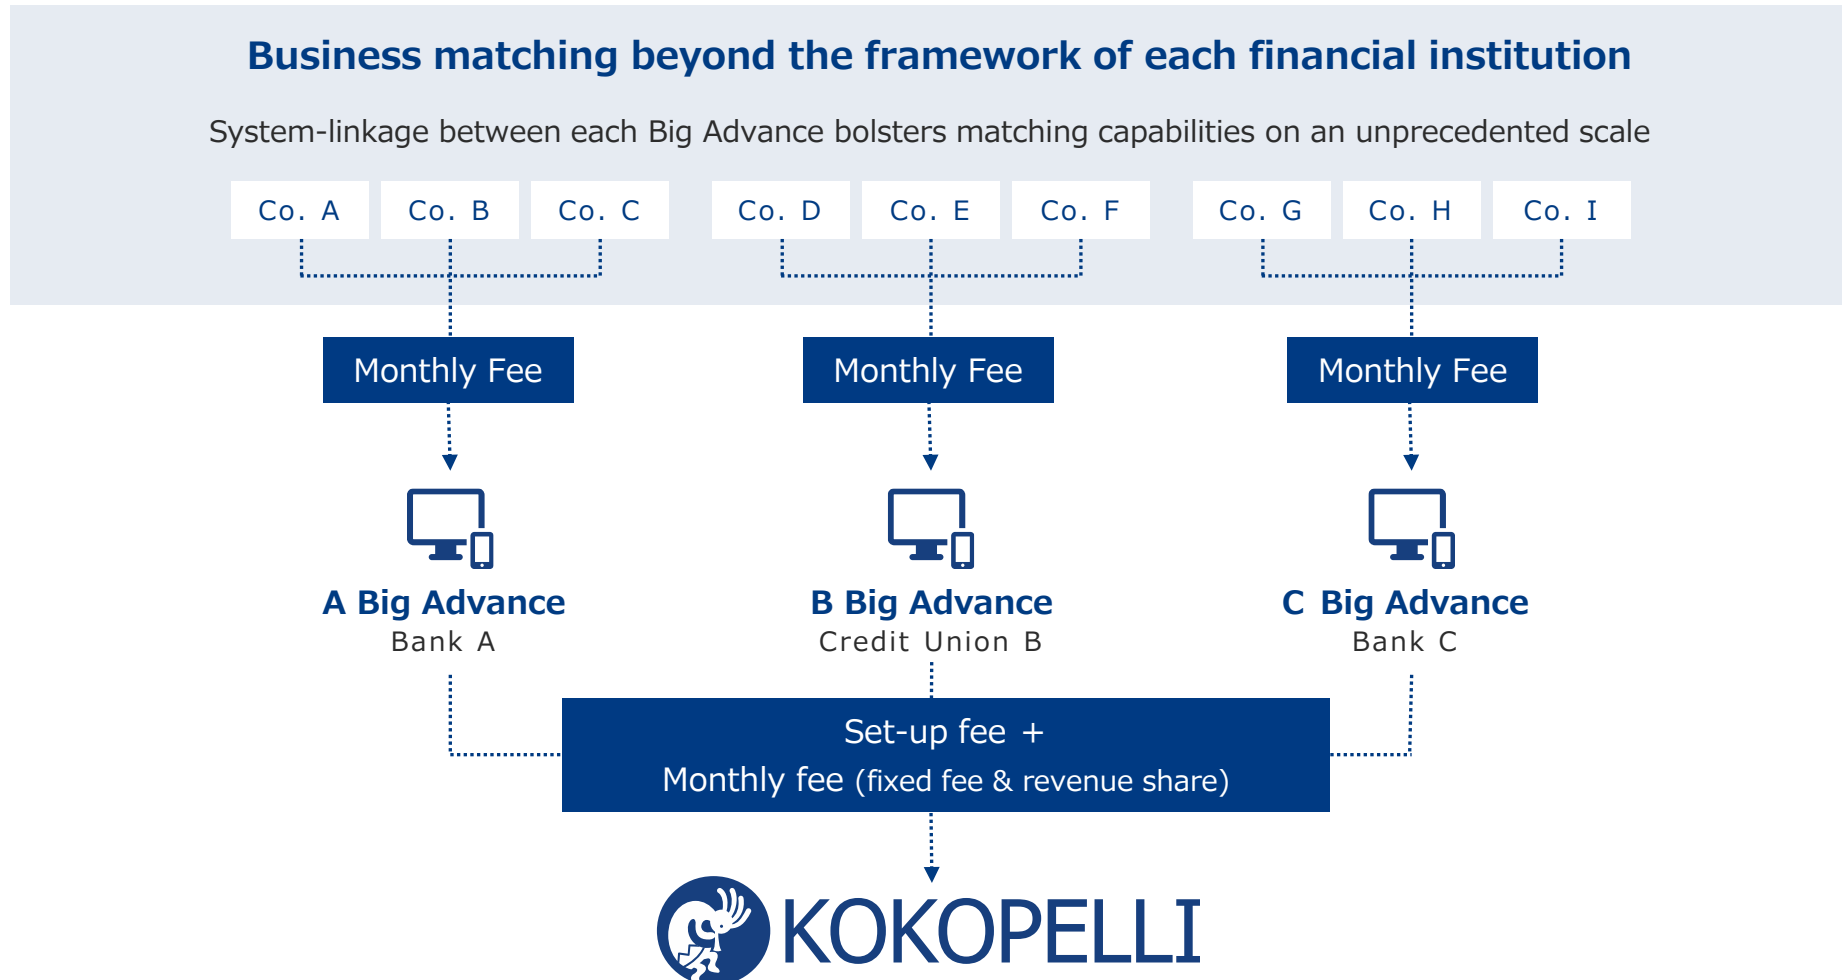 Business matching beyond the framework of each financial institution
System-linkage between each Big Advance bolsters matching capabilities on an unprecedented scale
Co. A Co. B Co. C Co. D Co. E Co. F Co. G Co. H Co. I
Monthly Fee Monthly Fee Monthly Fee
A Big Advance B Big Advance C Big Advance
Bank A Credit Union B Bank C
Set-up fee +
Monthly fee (fixed fee & revenue share)
KOKOPELLI